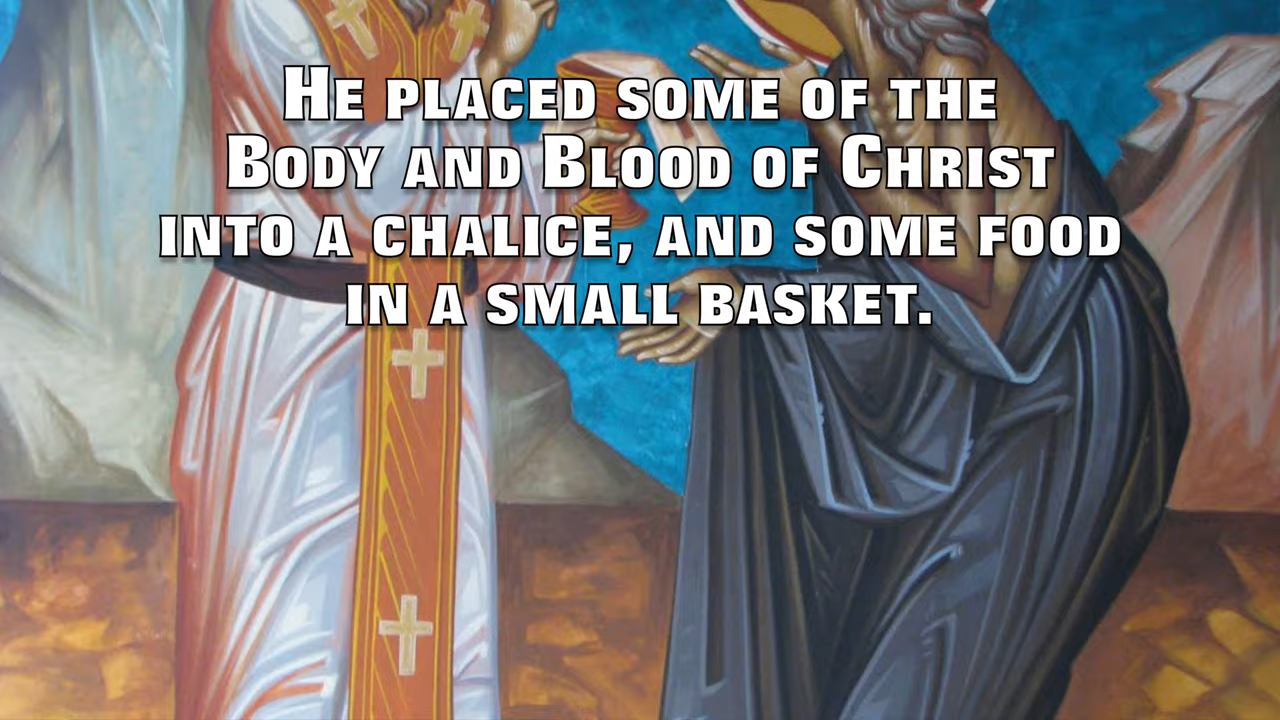 He placed some of the
Body and Blood of Christ
into a chalice, and some food
in a small basket.